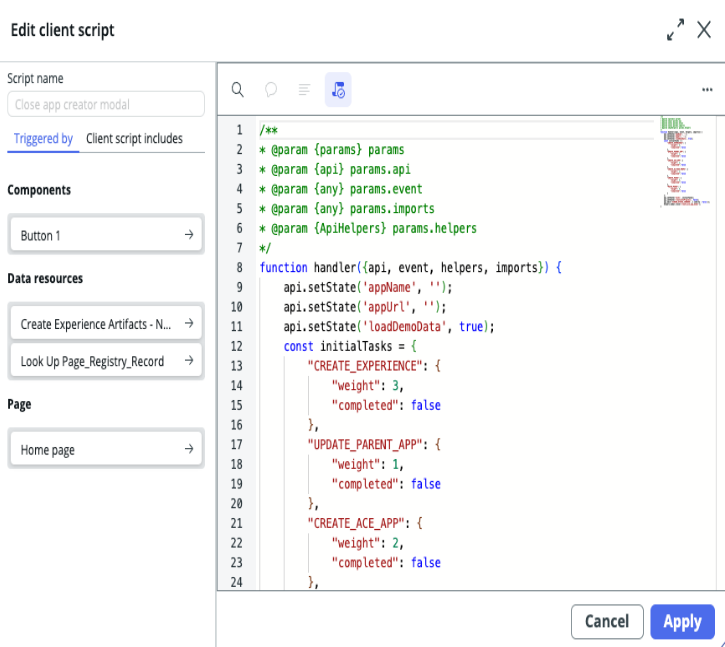 Edit client script
Script name
Close app creator modal
Triggered by
Client script includes
Components
Button 1
Data resources
Create Experience Artifacts - N...
Look Up Page_Registry_Record
Page
Home page
1 /**
2 * @param {params} params
3 * @param {api} params.api
4 * @param {any} params.event
5 * @param {any} params.imports
6 * @param {ApiHelpers} params.helpers
7 */
8 function handler({api, event, helpers, imports}) {
9 api.setState('appName', '');
10 api.setState('appUrl', '');
11 api.setState('loadDemoData', true);
12 const initialTasks = {
13 "CREATE_EXPERIENCE": {
14 "weight": 3,
15 "completed": false
16 },
17 "UPDATE_PARENT_APP": {
18 "weight": 1,
19 "completed": false
20 },
21 "CREATE_ACE_APP": {
22 "weight": 2,
23 "completed": false
24 },
Cancel
Apply